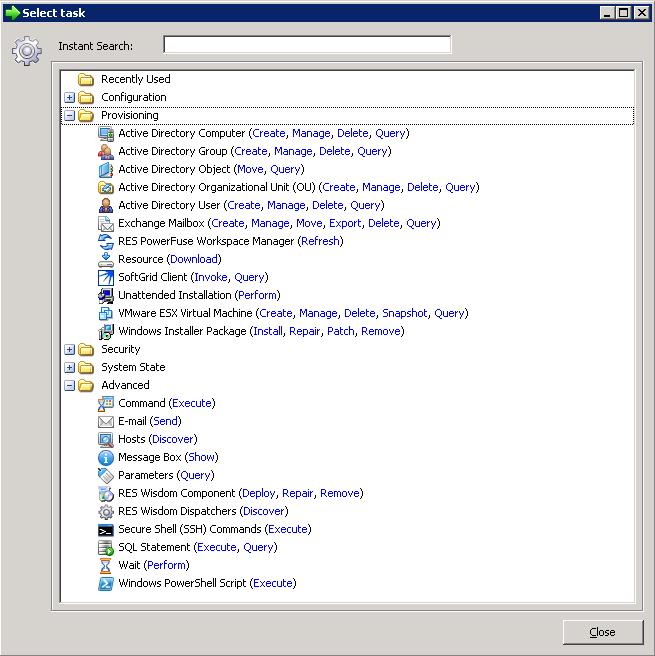 Select task
Instant Search:
Recently Used
Configuration
Provisioning
Active Directory Computer (Create, Manage, Delete, Query)
Active Directory Group (Create, Manage, Delete, Query)
Active Directory Object (Move, Query)
Active Directory Organizational Unit (OU) (Create, Manage, Delete, Query)
Active Directory User (Create, Manage, Delete, Query)
Exchange Mailbox (Create, Manage, Move, Export, Delete, Query)
RES PowerFuse Workspace Manager (Refresh)
Resource (Download)
SoftGrid Client (Invoke, Query)
Unattended Installation (Perform)
VMware ESX Virtual Machine (Create, Manage, Delete, Snapshot, Query)
Windows Installer Package (Install, Repair, Patch, Remove)
Security
System State
Advanced
Command (Execute)
E-mail (Send)
Hosts (Discover)
Message Box (Show)
Parameters (Query)
RES Wisdom Component (Deploy, Repair, Remove)
RES Wisdom Dispatchers (Discover)
Secure Shell (SSH) Commands (Execute)
SQL Statement (Execute, Query)
Wait (Perform)
Windows PowerShell Script (Execute)
Close